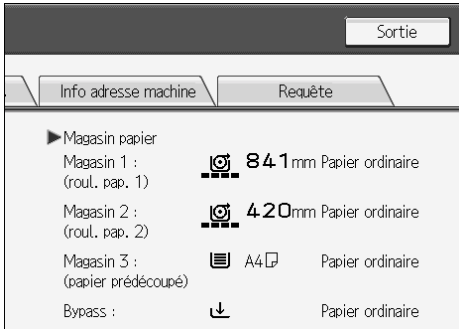 Sortie
Info adresse machine Requête
Magasin papier
Magasin 1 : 841mm Papier ordinaire
(roul. pap. 1)
Magasin 2 : 420mm Papier ordinaire
(roul. pap. 2)
Magasin 3 : A4 Papier ordinaire
(papier prédécoupé)
Bypass : Papier ordinaire